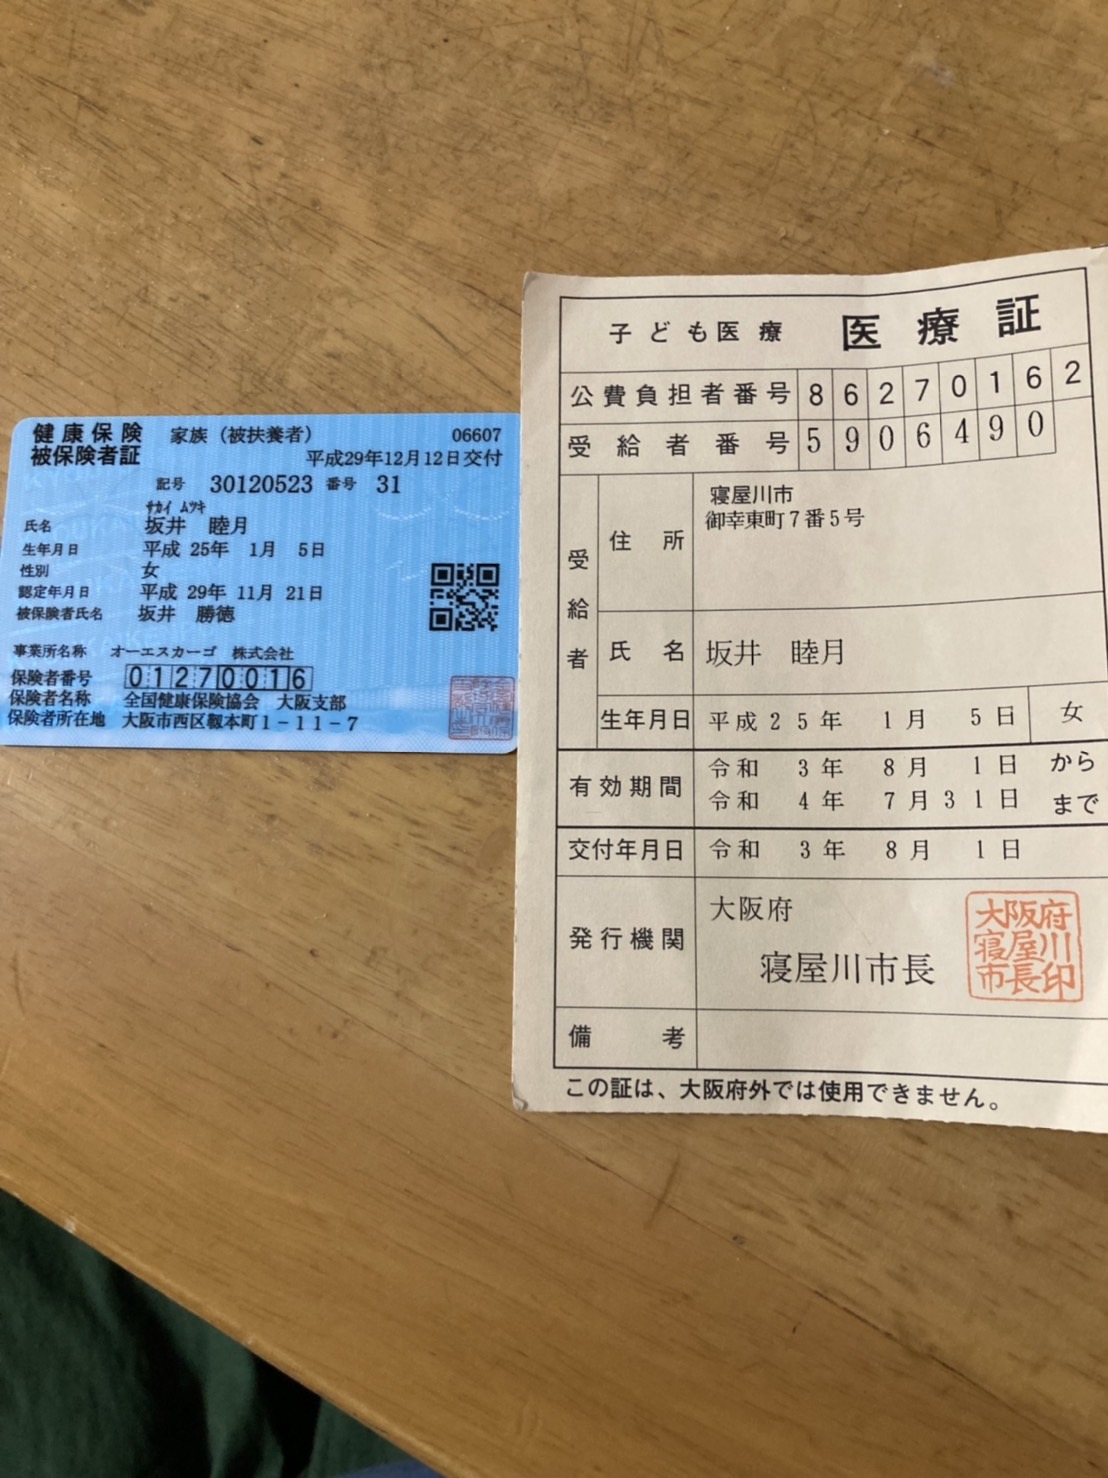 健康保険 家族（被扶養者） 06607
被保険者証 平成29年12月12日交付
記号 30120523 番号 31
ｻｶｲ ﾑﾂｷ
氏名 坂井 睦月
生年月日 平成 25年 1月 5日
性別 女
認定年月日 平成 29年 11月 21日
被保険者氏名 坂井 勝徳
事業所名称 オーエスカーゴ 株式会社
保険者番号 01270016
保険者名称 全国健康保険協会 大阪支部
保険者所在地 大阪市西区靱本町1－11－7
子ども医療 医療証
公費負担者番号 86270162
受給者番号 5906490
受給者
住所 寝屋川市
御幸東町7番5号
氏名 坂井 睦月
生年月日 平成25年 1月 5日 女
有効期間 令和 3年 8月 1日 から
令和 4年 7月31日 まで
交付年月日 令和 3年 8月 1日
発行機関 大阪府
寝屋川市長
大阪府
寝屋川
市長印
備考
この証は、大阪府外では使用できません。